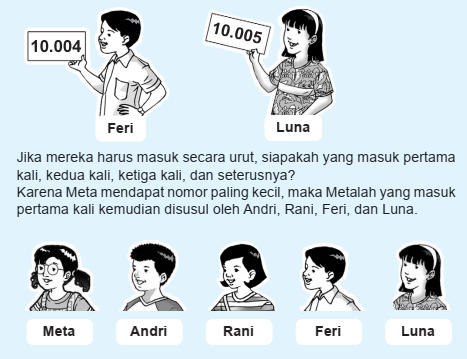 10.004
10.005
Feri
Luna
Jika mereka harus masuk secara urut, siapakah yang masuk pertama
kali, kedua kali, ketiga kali, dan seterusnya?
Karena Meta mendapat nomor paling kecil, maka Metalah yang masuk
pertama kali kemudian disusul oleh Andri, Rani, Feri, dan Luna.
Meta
Andri
Rani
Feri
Luna